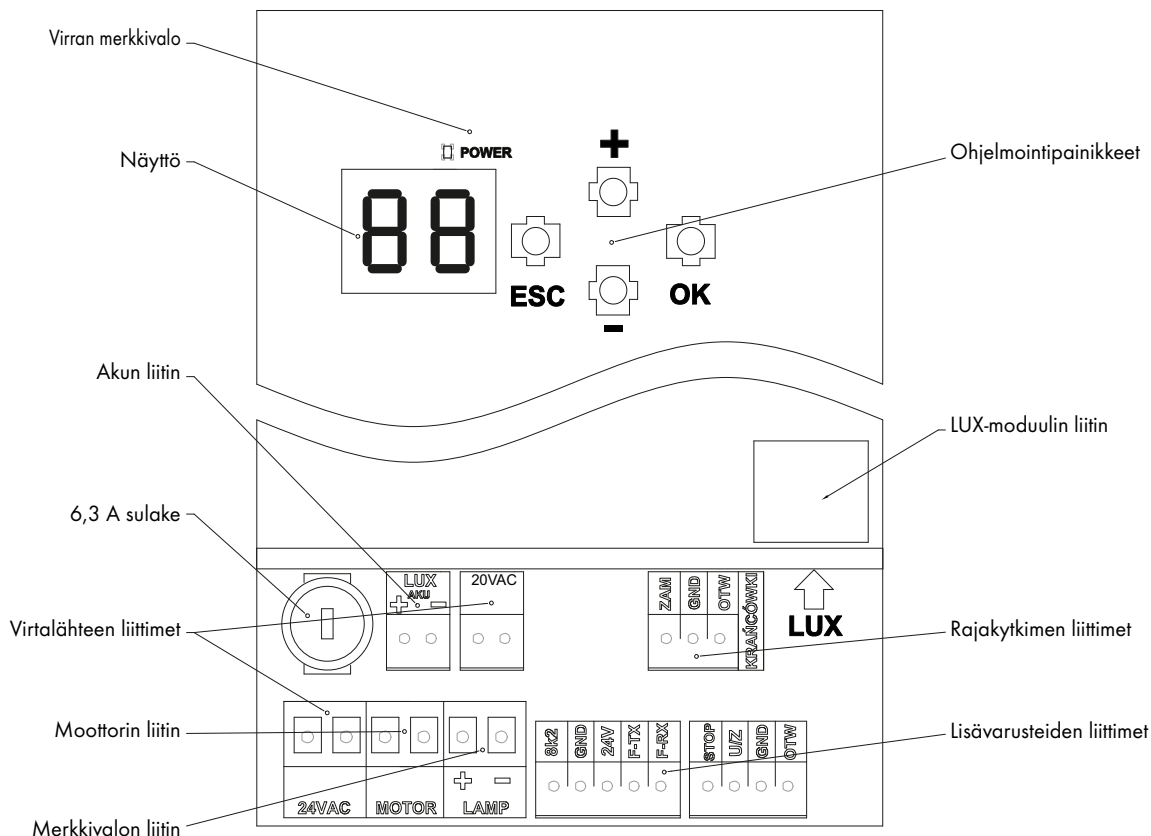 Virran merkkivalo
POWER
Näyttö
88
+
Ohjelmointipainikkeet
ESC
OK
-
Akun liitin
LUX-moduulin liitin
6,3 A sulake
LUX
AKU
+ -
20VAC
ZAM
GND
OTW
KRAŃCÓWKI
LUX
Virtalähteen liittimet
Rajakytkimen liittimet
Moottorin liitin
8k2
GND
24V
F-TX
F-RX
STOP
U/Z
GND
OTW
Lisävarusteiden liittimet
+ -
24VAC
MOTOR
LAMP
Merkkivalon liitin